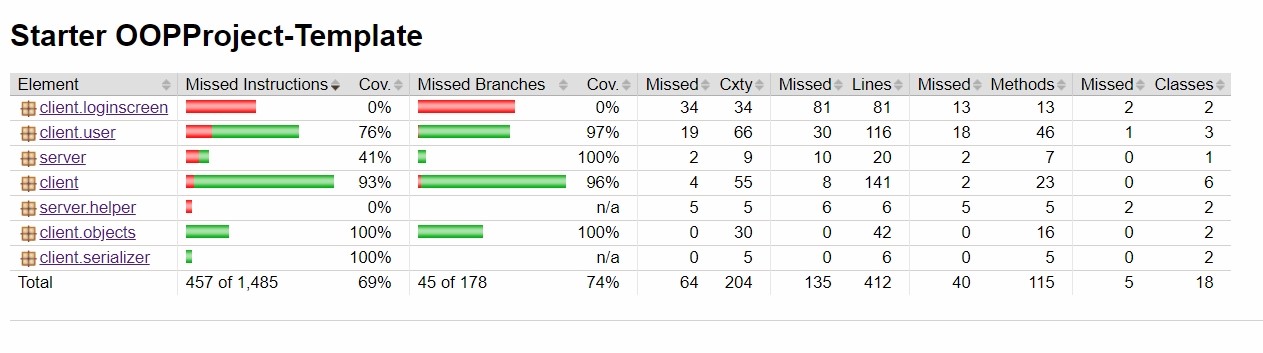 Starter OOPProject-Template
Element Missed Instructions Cov. Missed Branches Cov. Missed Cxty Missed Lines Missed Methods Missed Classes
client.loginscreen 0% 0% 34 34 81 81 13 13 2 2
client.user 76% 97% 19 66 30 116 18 46 1 3
server 41% 100% 2 9 10 20 2 7 0 1
client 93% 96% 4 55 8 141 2 23 0 6
server.helper 0% n/a 5 5 6 6 5 5 2 2
client.objects 100% 100% 0 30 0 42 0 16 0 2
client.serializer 100% n/a 0 5 0 6 0 5 0 2
Total 457 of 1,485 69% 45 of 178 74% 64 204 135 412 40 115 5 18